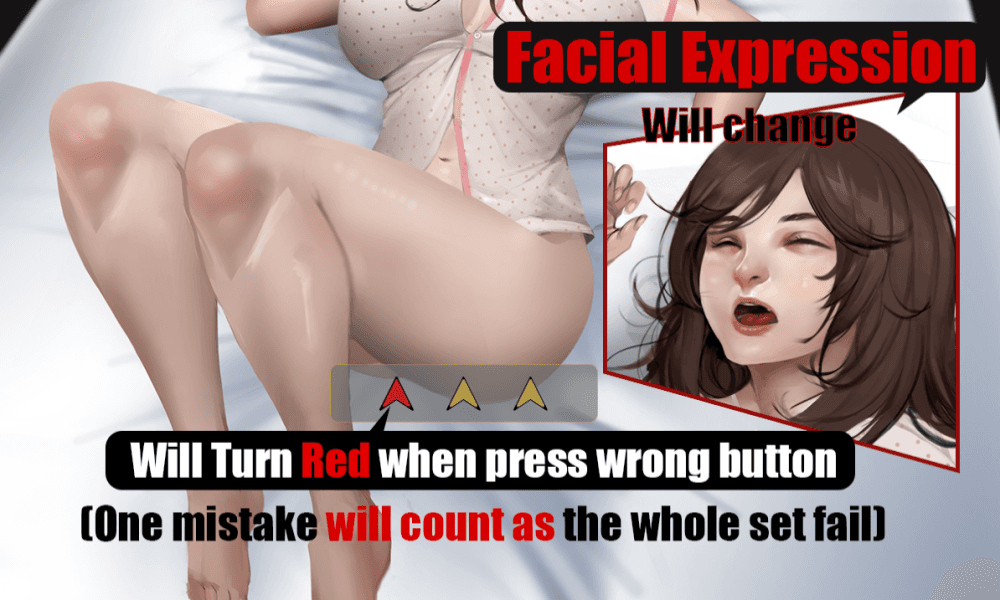 Facial Expression
Will change
Will Turn Red when press wrong button
(One mistake will count as the whole set fail)